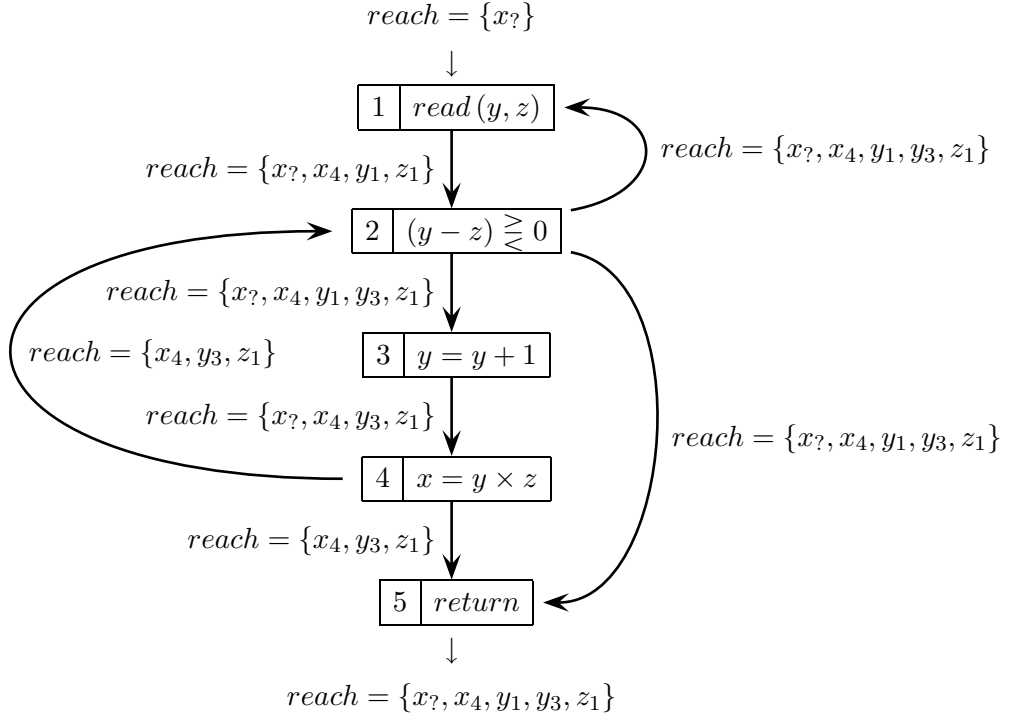 reach = {x?}
↓
1 read (y, z)
reach = {x?, x4, y1, y3, z1}
reach = {x?, x4, y1, z1}
2 (y − z) ⪌ 0
reach = {x?, x4, y1, y3, z1}
3 y = y + 1
reach = {x4, y3, z1}
reach = {x?, x4, y3, z1}
reach = {x?, x4, y1, y3, z1}
4 x = y × z
reach = {x4, y3, z1}
5 return
↓
reach = {x?, x4, y1, y3, z1}